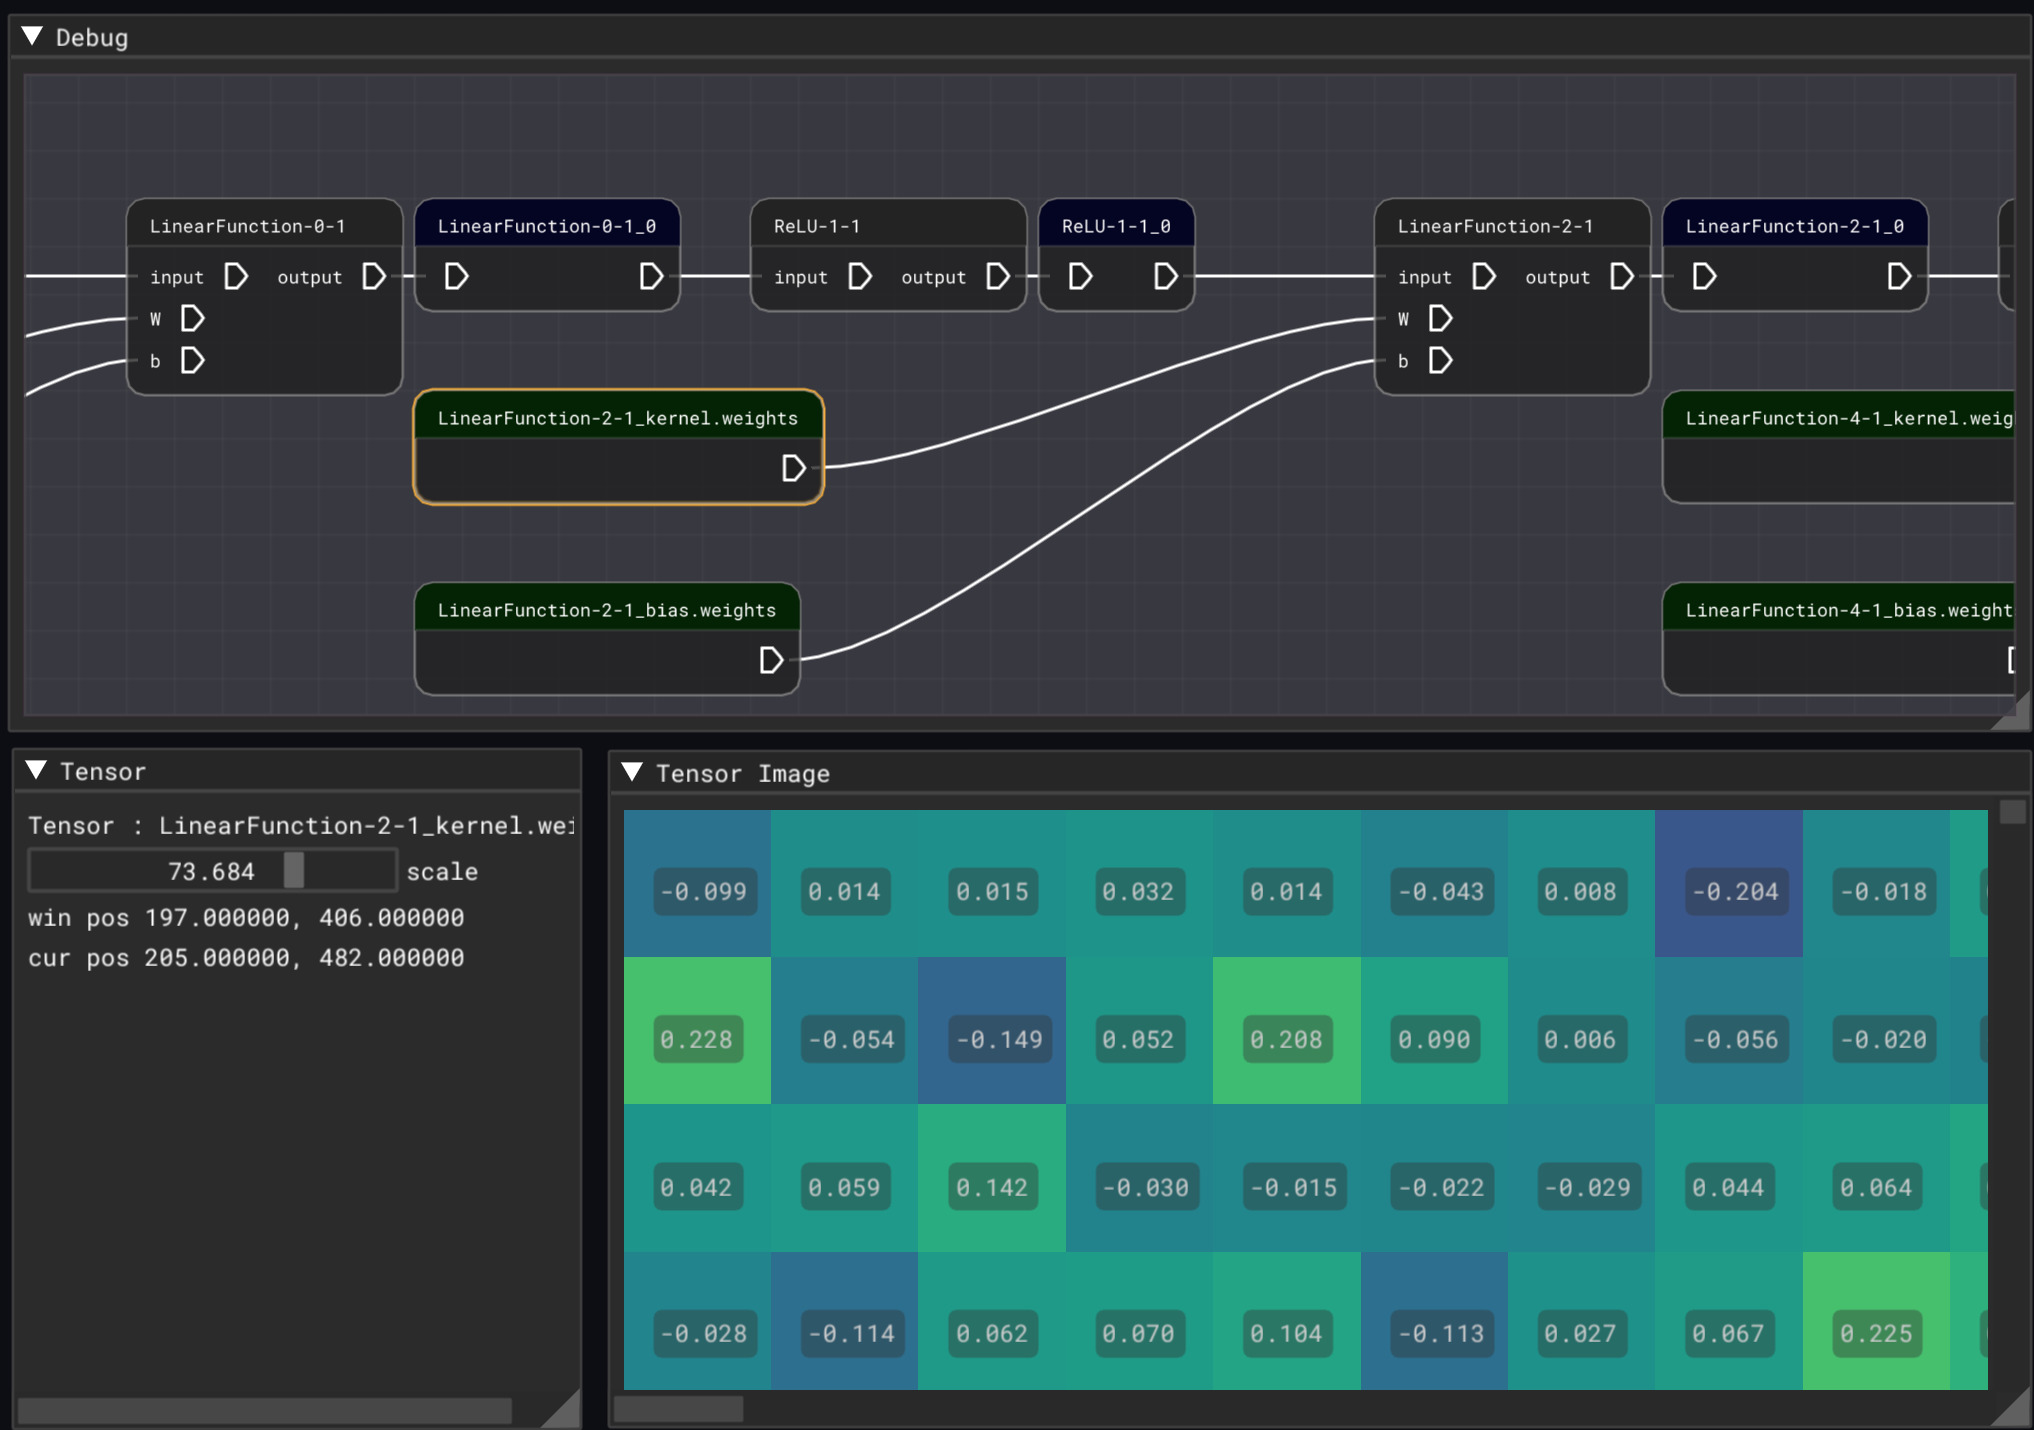 Debug
LinearFunction-0-1
LinearFunction-0-1_0
ReLU-1-1
ReLU-1-1_0
LinearFunction-2-1
LinearFunction-2-1_0
input output
input output
input output
W
W
b
b
LinearFunction-2-1_kernel.weights
LinearFunction-4-1_kernel.weig
LinearFunction-2-1_bias.weights
LinearFunction-4-1_bias.weight
Tensor
Tensor : LinearFunction-2-1_kernel.wei
73.684 scale
win pos 197.000000, 406.000000
cur pos 205.000000, 482.000000
Tensor Image
-0.099 0.014 0.015 0.032 0.014 -0.043 0.008 -0.204 -0.018
0.228 -0.054 -0.149 0.052 0.208 0.090 0.006 -0.056 -0.020
0.042 0.059 0.142 -0.030 -0.015 -0.022 -0.029 0.044 0.064
-0.028 -0.114 0.062 0.070 0.104 -0.113 0.027 0.067 0.225